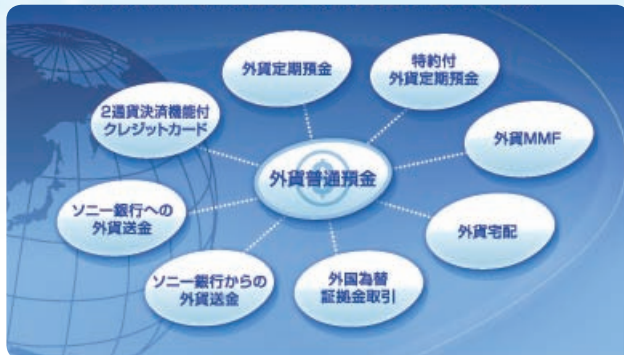 外貨定期預金
特約付
外貨定期預金
2通貨決済機能付
クレジットカード
外貨MMF
外貨普通預金
ソニー銀行への
外貨送金
外貨宅配
ソニー銀行からの
外貨送金
外国為替
証拠金取引